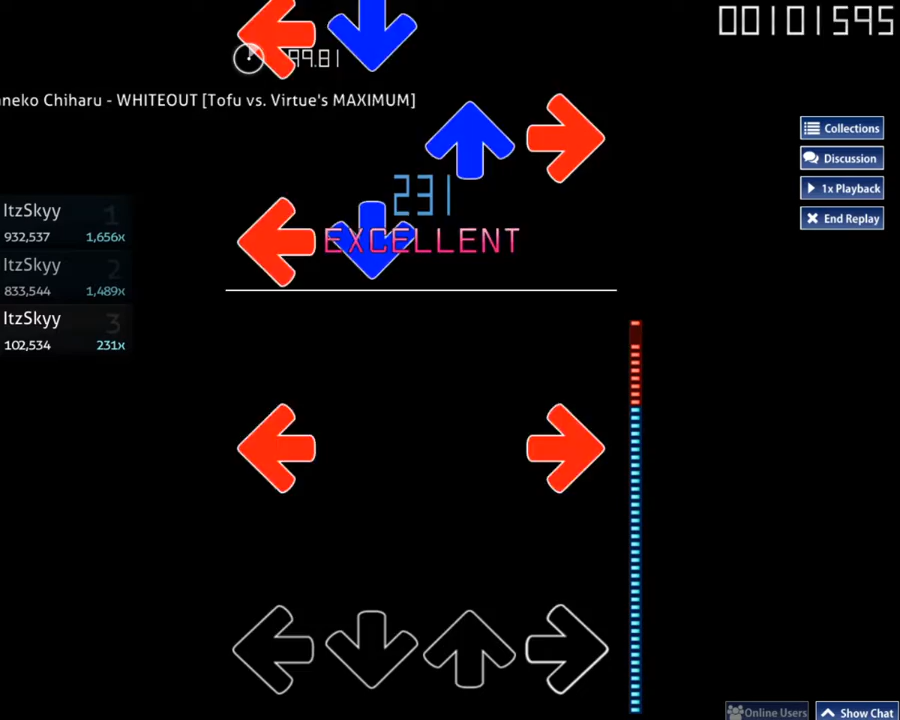 00101595
99.81
neko Chiharu - WHITEOUT [Tofu vs. Virtue's MAXIMUM]
Collections
Discussion
1x Playback
End Replay
231
EXCELLENT
ItzSkyy 1
932,537 1,656x
ItzSkyy 2
833,544 1,489x
ItzSkyy 3
102,534 231x
Online Users
Show Chat